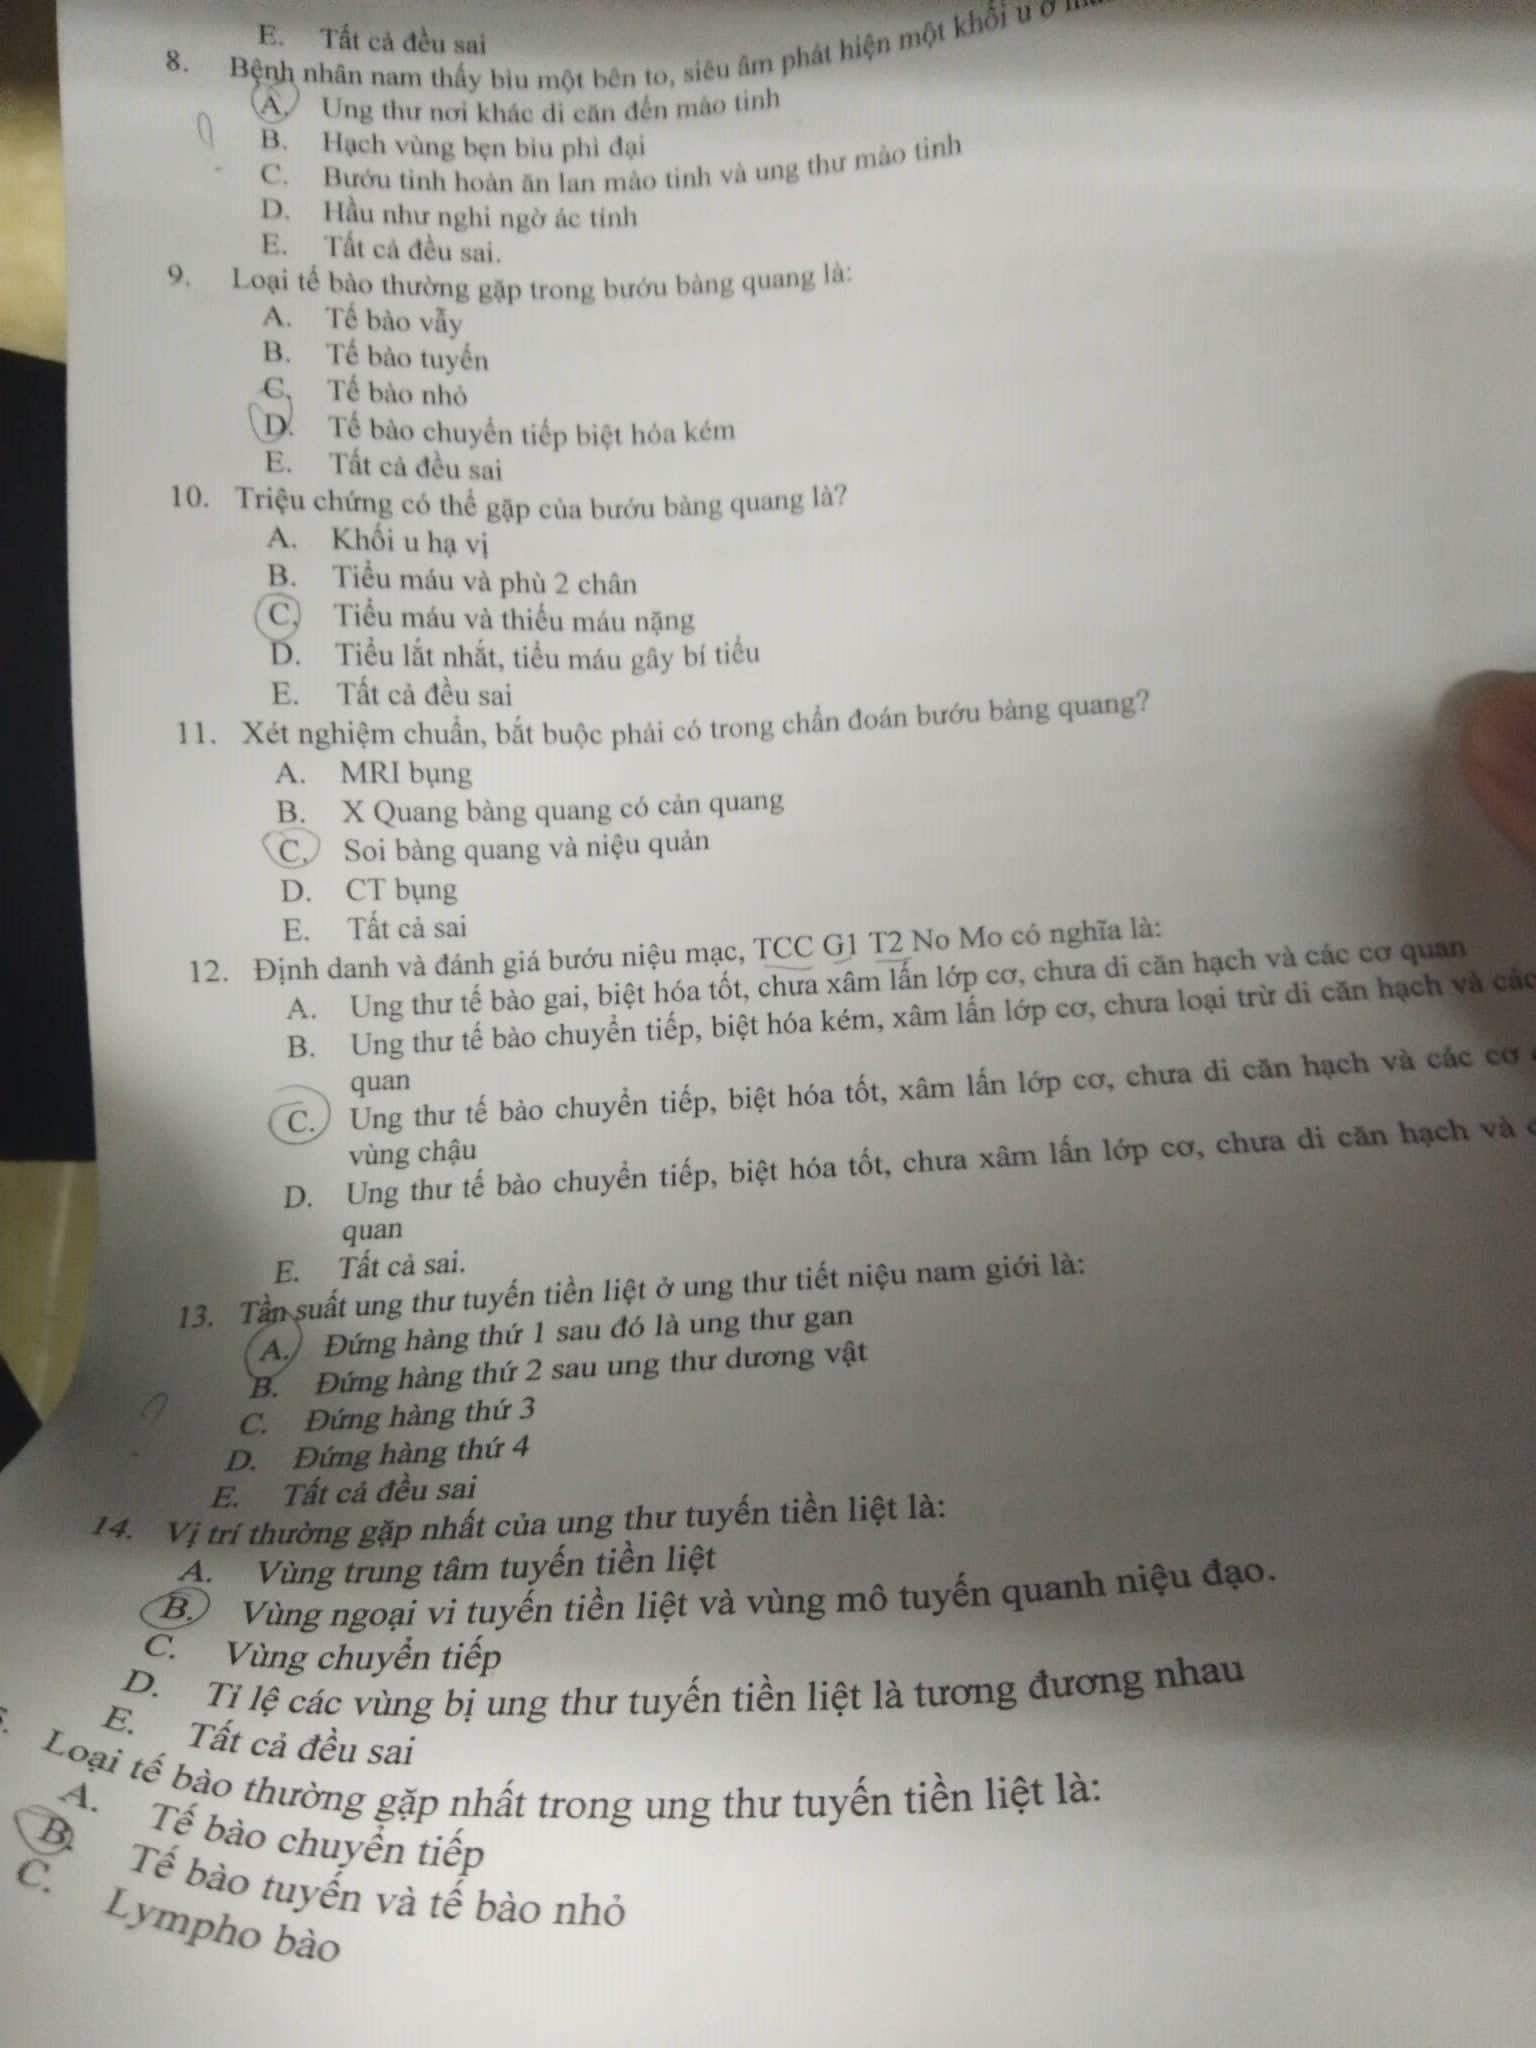 E. Tất cả đều sai
8. Bệnh nhân nam thấy bìu một bên to, siêu âm phát hiện một khối u ở
A. Ung thư nơi khác di căn đến mào tinh
B. Hạch vùng bẹn bìu phì đại
C. Bướu tinh hoàn ăn lan mào tinh và ung thư mào tinh
D. Hầu như nghi ngờ ác tính
E. Tất cả đều sai.
9. Loại tế bào thường gặp trong bướu bàng quang là:
A. Tế bào vẫy
B. Tế bào tuyến
C. Tế bào nhỏ
D. Tế bào chuyển tiếp biệt hóa kém
E. Tất cả đều sai
10. Triệu chứng có thể gặp của bướu bàng quang là?
A. Khối u hạ vị
B. Tiểu máu và phù 2 chân
C. Tiểu máu và thiếu máu nặng
D. Tiểu lắt nhắt, tiểu máu gây bí tiểu
E. Tất cả đều sai
11. Xét nghiệm chuẩn, bắt buộc phải có trong chẩn đoán bướu bàng quang?
A. MRI bụng
B. X Quang bàng quang có cản quang
C. Soi bàng quang và niệu quản
D. CT bụng
E. Tất cả sai
12. Định danh và đánh giá bướu niệu mạc, TCC G1 T2 No Mo có nghĩa là:
A. Ung thư tế bào gai, biệt hóa tốt, chưa xâm lấn lớp cơ, chưa di căn hạch và các cơ quan
B. Ung thư tế bào chuyển tiếp, biệt hóa kém, xâm lấn lớp cơ, chưa loại trừ di căn hạch và các
quan
C. Ung thư tế bào chuyển tiếp, biệt hóa tốt, xâm lấn lớp cơ, chưa di căn hạch và các cơ
vùng chậu
D. Ung thư tế bào chuyển tiếp, biệt hóa tốt, chưa xâm lấn lớp cơ, chưa di căn hạch và
quan
E. Tất cả sai.
13. Tần suất ung thư tuyến tiền liệt ở ung thư tiết niệu nam giới là:
A. Đứng hàng thứ 1 sau đó là ung thư gan
B. Đứng hàng thứ 2 sau ung thư dương vật
C. Đứng hàng thứ 3
D. Đứng hàng thứ 4
E. Tất cả đều sai
14. Vị trí thường gặp nhất của ung thư tuyến tiền liệt là:
A. Vùng trung tâm tuyến tiền liệt
B. Vùng ngoại vi tuyến tiền liệt và vùng mô tuyến quanh niệu đạo.
C. Vùng chuyển tiếp
D. Tỉ lệ các vùng bị ung thư tuyến tiền liệt là tương đương nhau
E. Tất cả đều sai
Loại tế bào thường gặp nhất trong ung thư tuyến tiền liệt là:
A. Tế bào chuyển tiếp
B. Tế bào tuyến và tế bào nhỏ
C. Lympho bào